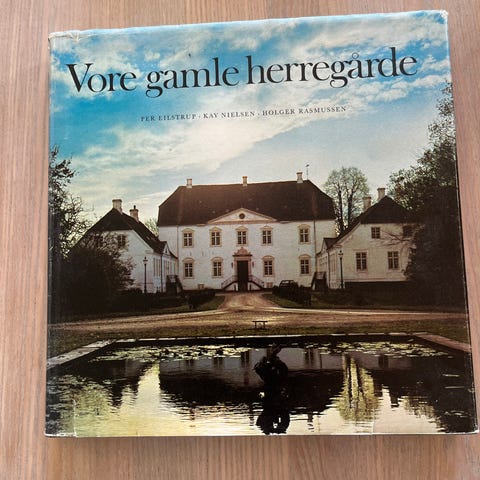 Vore gamle herregårde
PER EILSTRUP · KAY NIELSEN · HOLGER RASMUSSEN